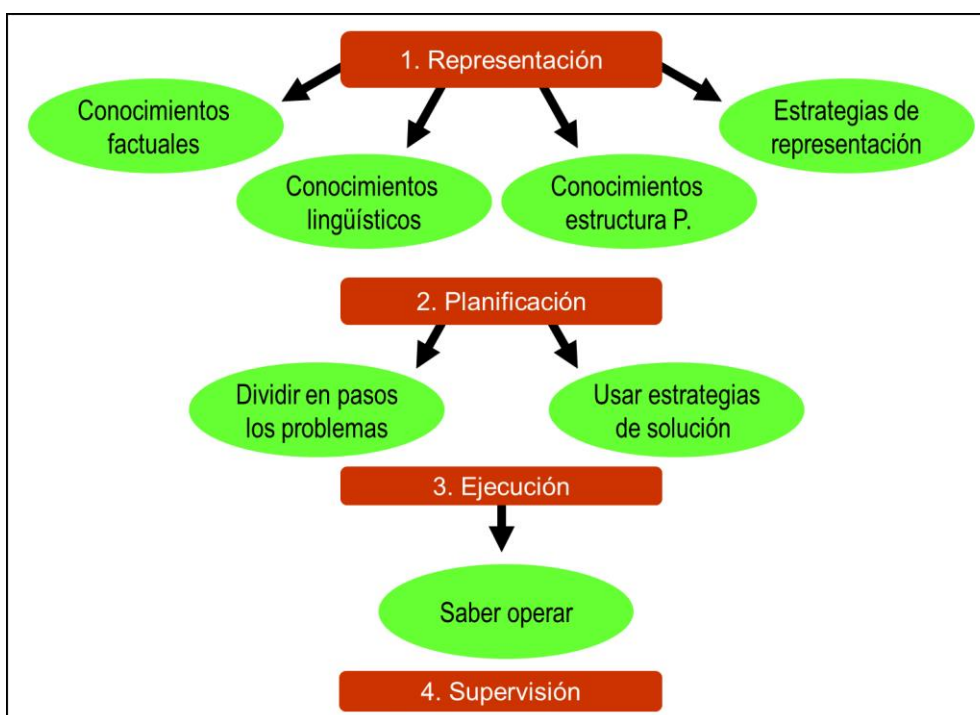 1. Representación
Conocimientos
factuales
Estrategias de
representación
Conocimientos
lingüísticos
Conocimientos
estructura P.
2. Planificación
Dividir en pasos
los problemas
Usar estrategias
de solución
3. Ejecución
Saber operar
4. Supervisión